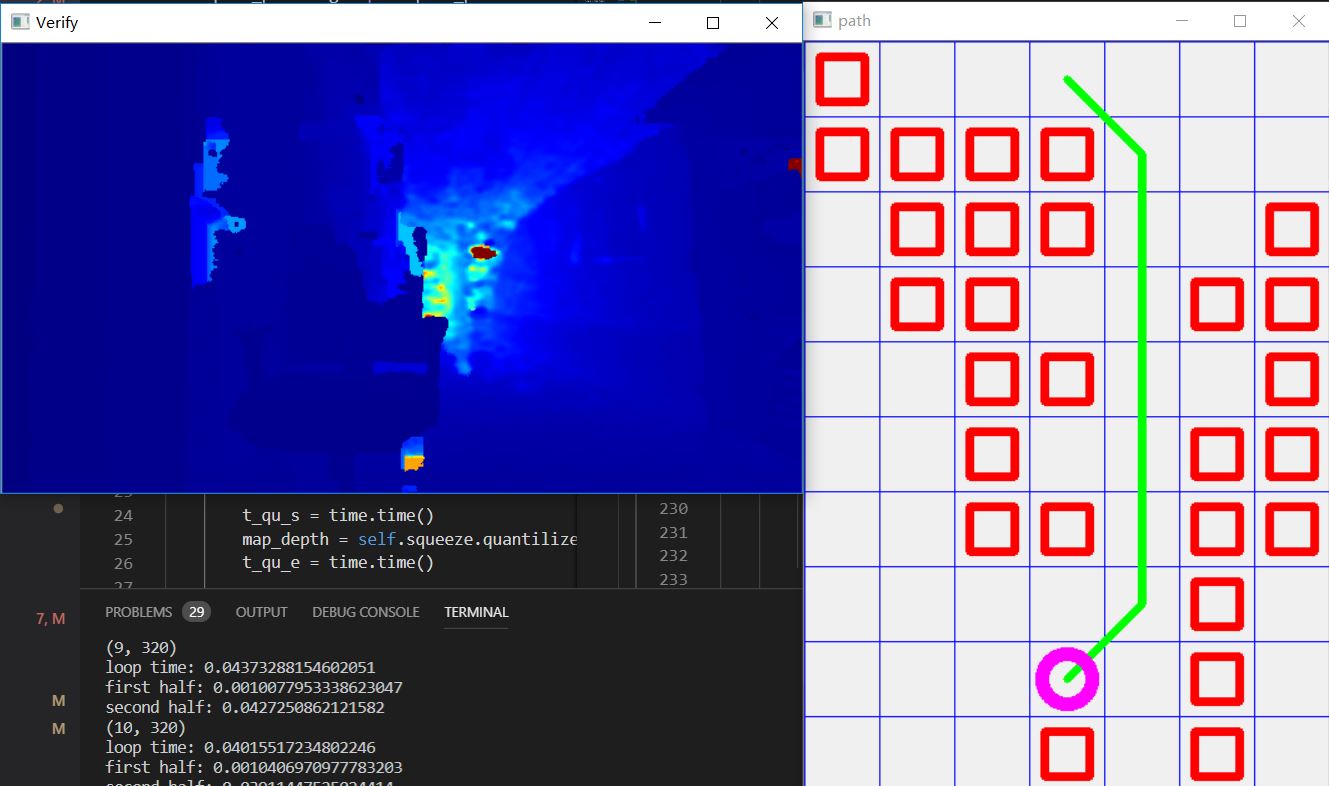 Verify
path
24 t_qu_s = time.time()
25 map_depth = self.squeeze.quantilize
26 t_qu_e = time.time()
27
230
231
232
233
PROBLEMS 29 OUTPUT DEBUG CONSOLE TERMINAL
7, M
M
M
(9, 320)
loop time: 0.04373288154602051
first half: 0.0010077953338623047
second half: 0.0427250862121582
(10, 320)
loop time: 0.04015517234802246
first half: 0.0010406970977783203